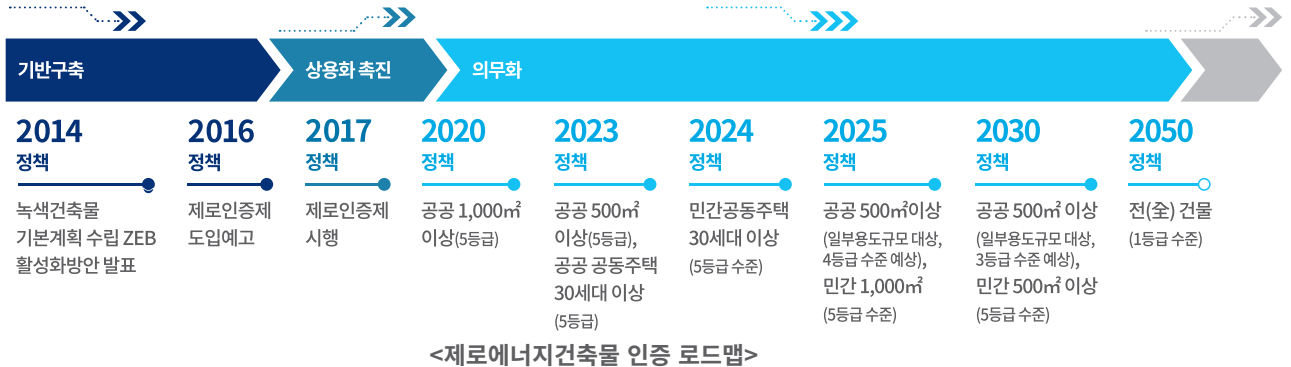 기반구축
상용화 촉진
의무화
2014
정책
녹색건축물
기본계획 수립 ZEB
활성화방안 발표
2016
정책
제로인증제
도입예고
2017
정책
제로인증제
시행
2020
정책
공공 1,000㎡
이상(5등급)
2023
정책
공공 500㎡
이상(5등급),
공공 공동주택
30세대 이상
(5등급)
2024
정책
민간공동주택
30세대 이상
(5등급 수준)
2025
정책
공공 500㎡이상
(일부용도규모 대상,
4등급 수준 예상),
민간 1,000㎡
(5등급 수준)
2030
정책
공공 500㎡ 이상
(일부용도규모 대상,
3등급 수준 예상),
민간 500㎡ 이상
(5등급 수준)
2050
정책
전(全) 건물
(1등급 수준)
<제로에너지건축물 인증 로드맵>